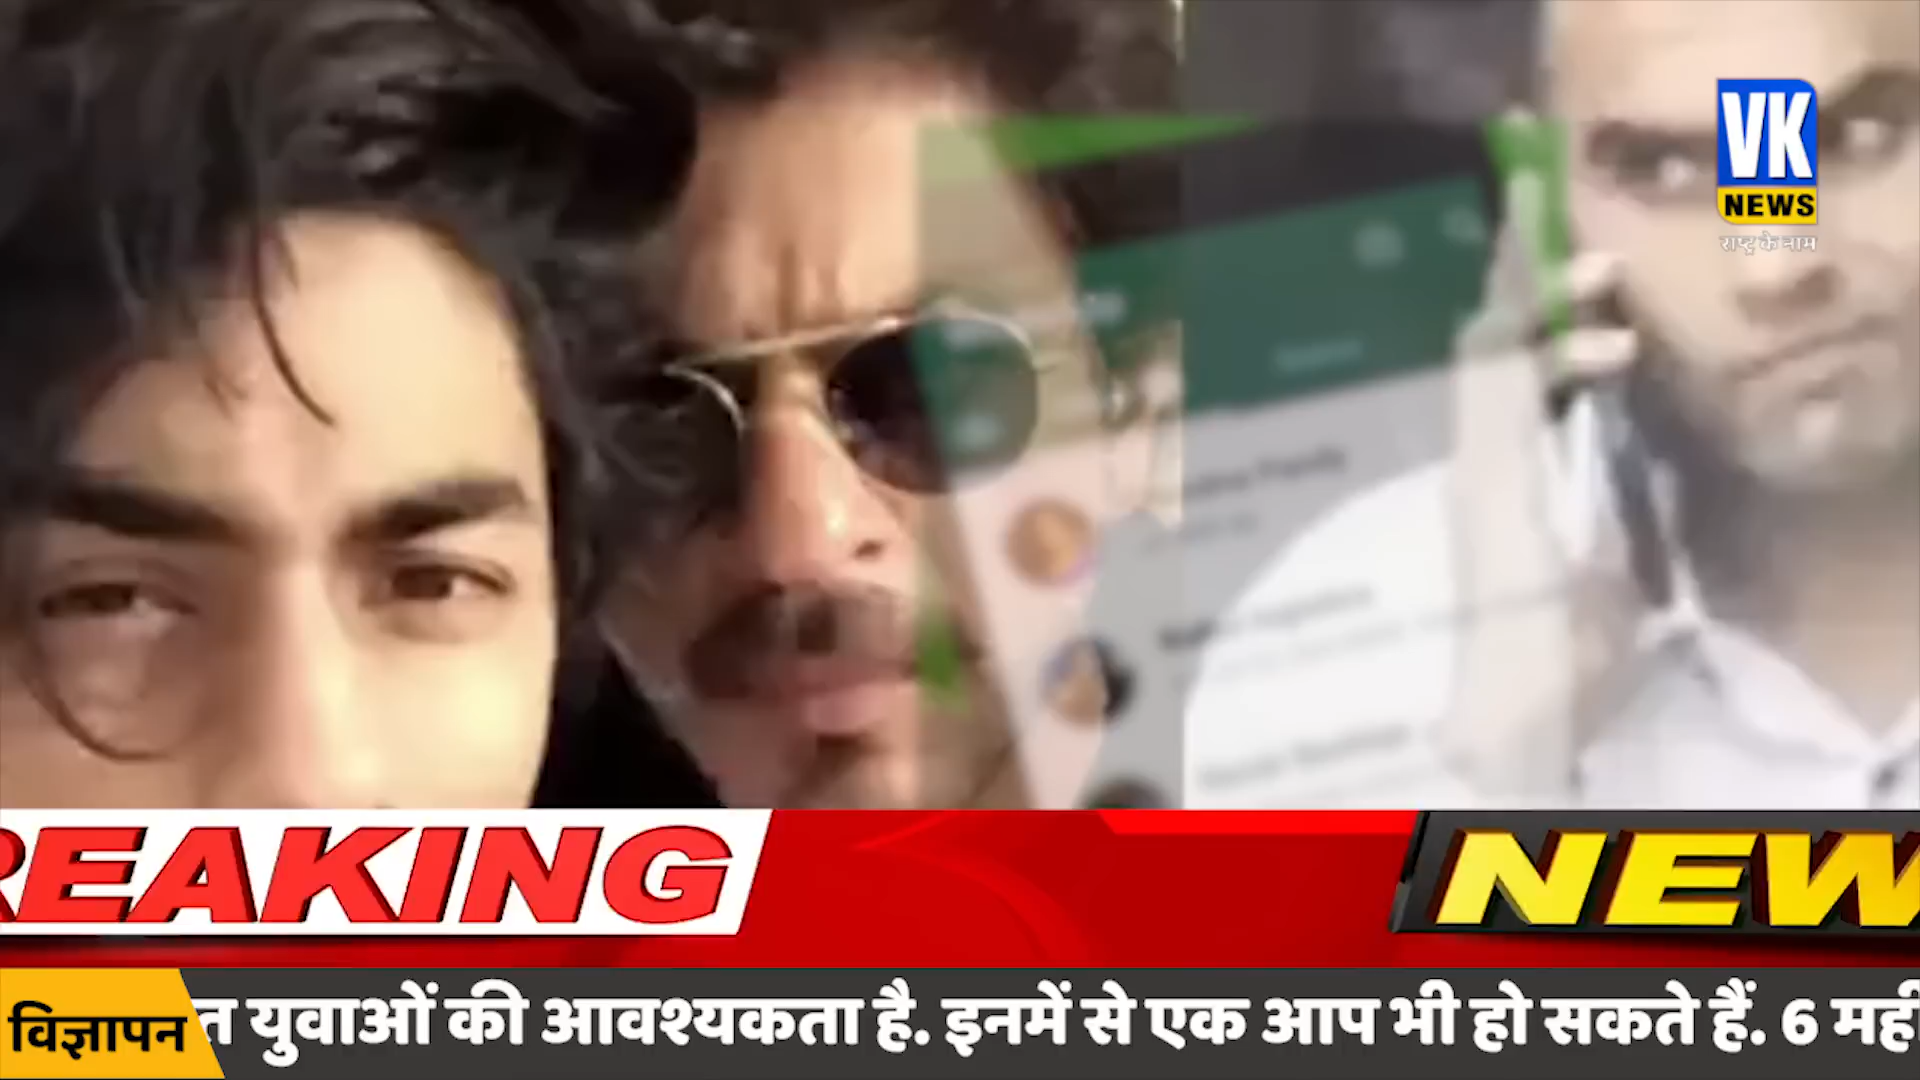 VK
NEWS
राष्ट्र के नाम
REAKING
NEW
विज्ञापन
त युवाओं की आवश्यकता है. इनमें से एक आप भी हो सकते हैं. 6 मही